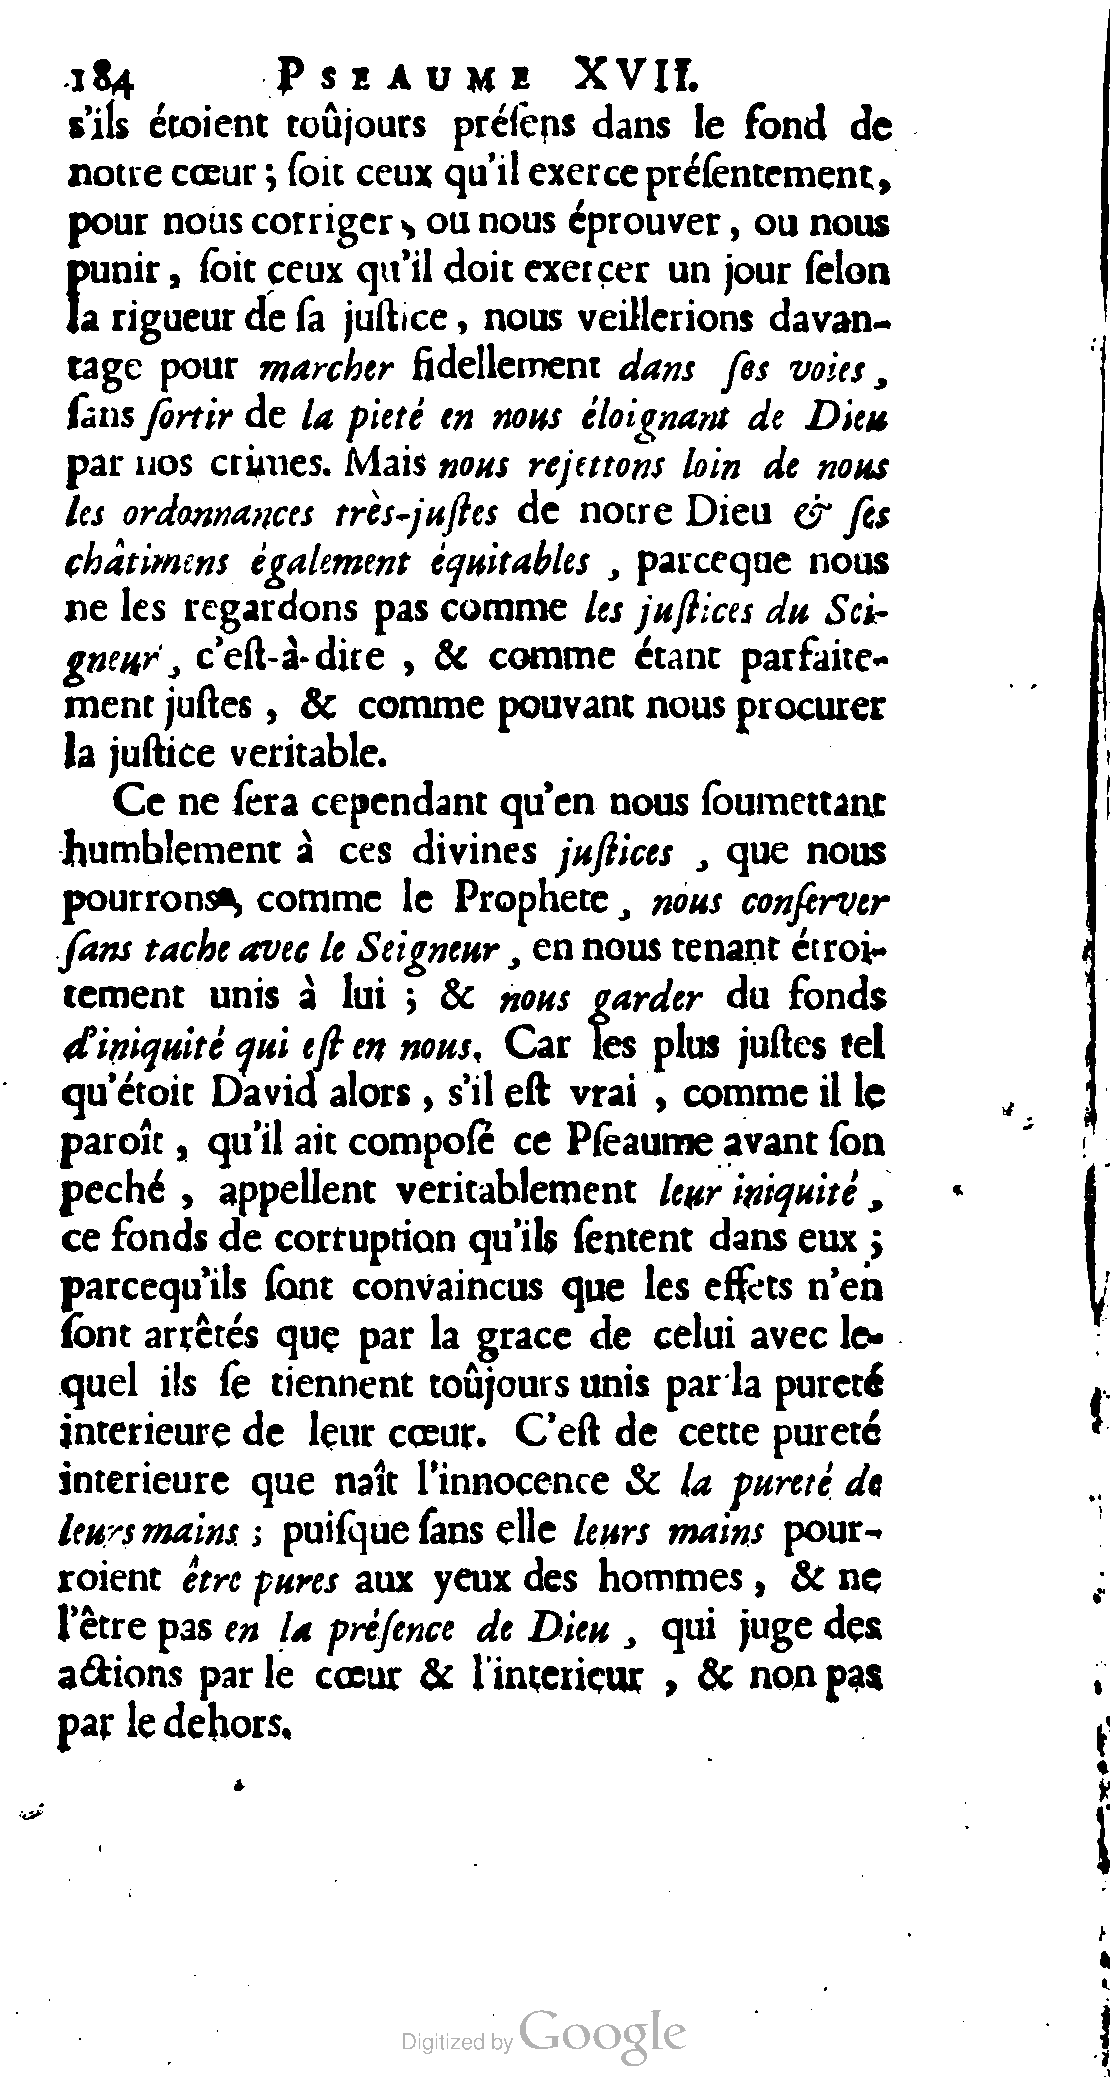 184 PSEAUME XVII.
s'ils étoient toûjours préſens dans le fond de
notre cœur ; ſoit ceux qu'il exerce préſentement,
pour nous corriger, ou nous éprouver, ou nous
punir, ſoit ceux qu'il doit exercer un jour ſelon
la rigueur de ſa juſtice, nous veillerions davan-
tage pour marcher fidellement dans ſes voies,
ſans ſortir de la pieté en nous éloignant de Dieu
par nos crimes. Mais nous rejettons loin de nous
les ordonnances très-juſtes de notre Dieu & ſes
châtimens également équitables, parceque nous
ne les regardons pas comme les juſtices du Sei-
gneur, c'eſt-à-dire, & comme étant parfaite-
ment juſtes, & comme pouvant nous procurer
la juſtice veritable.
Ce ne ſera cependant qu'en nous ſoumettant
humblement à ces divines juſtices, que nous
pourrons, comme le Prophete, nous conſerver
ſans tache avec le Seigneur, en nous tenant étroi-
tement unis à lui ; & nous garder du fonds
d'iniquité qui eſt en nous. Car les plus juſtes tel
qu'étoit David alors, s'il eſt vrai, comme il le
paroît, qu'il ait compoſé ce Pſeaume avant ſon
peché, appellent veritablement leur iniquité,
ce fonds de corruption qu'ils ſentent dans eux ;
parcequ'ils ſont convaincus que les effets n'en
ſont arrêtés que par la grace de celui avec le-
quel ils ſe tiennent toûjours unis par la pureté
interieure de leur cœur. C'eſt de cette pureté
interieure que naît l'innocence & la pureté de
leurs mains ; puiſque ſans elle leurs mains pour-
roient être pures aux yeux des hommes, & ne
l'être pas en la préſence de Dieu, qui juge des
actions par le cœur & l'interieur, & non pas
par le dehors.
Digitized by Google